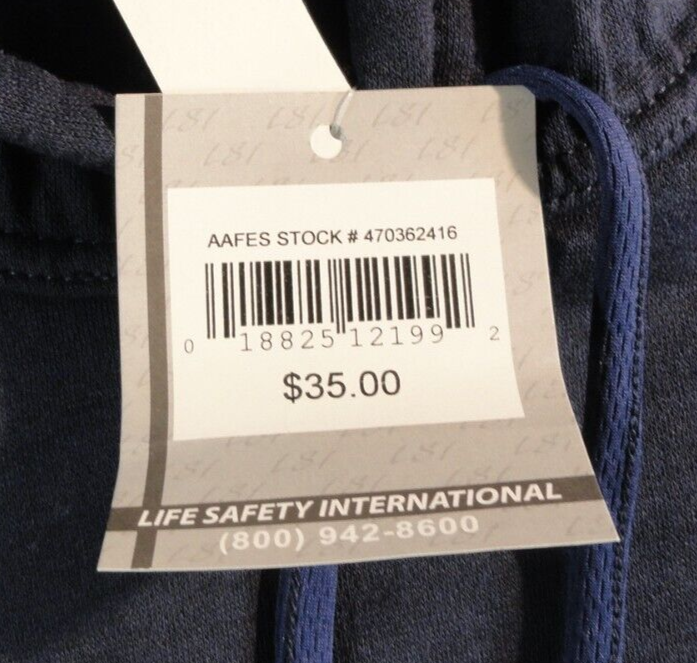 AAFES STOCK # 470362416
0 18825 12199 2
$35.00
LIFE SAFETY INTERNATIONAL
(800) 942-8600